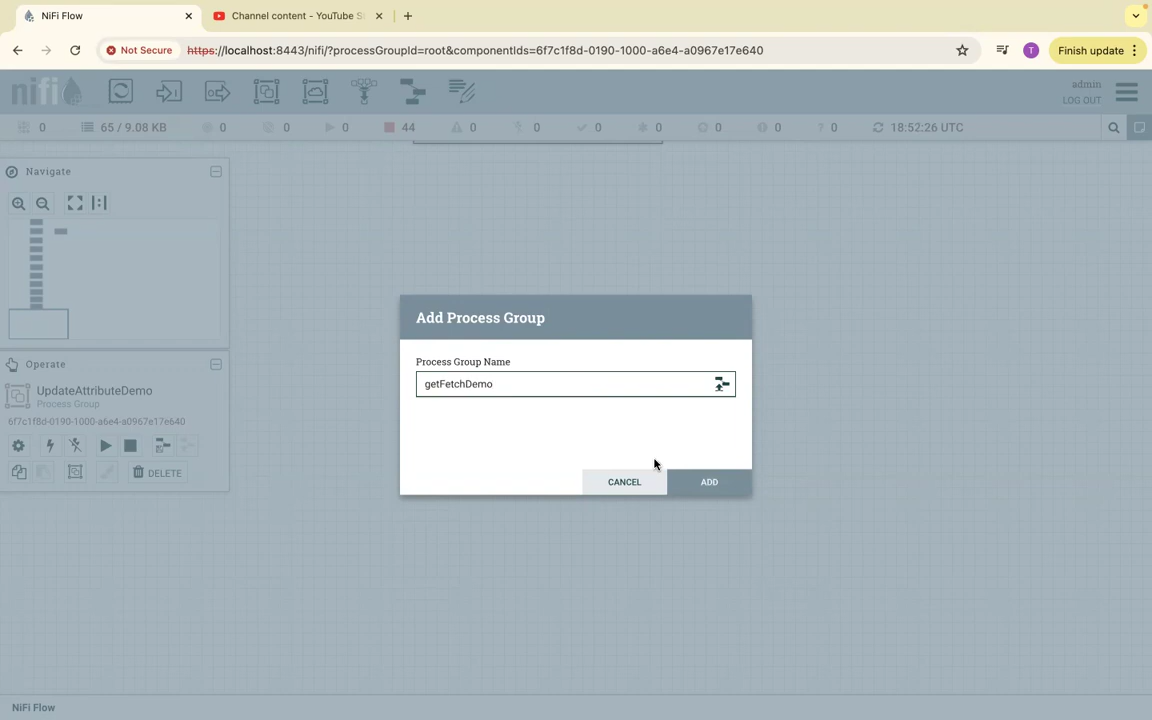 NiFi Flow
Channel content - YouTube S
Not Secure
https://localhost:8443/nifi/?processGroupId=root&componentIds=6f7c1f8d-0190-1000-a6e4-a0967e17e640
T
Finish update
nifi
admin
LOG OUT
0
65 / 9.08 KB
0
0
0
44
0
0
0
0
0
0
? 0
18:52:26 UTC
Navigate
Operate
UpdateAttributeDemo
Process Group
6f7c1f8d-0190-1000-a6e4-a0967e17e640
DELETE
Add Process Group
Process Group Name
getFetchDemo
CANCEL
ADD
NiFi Flow